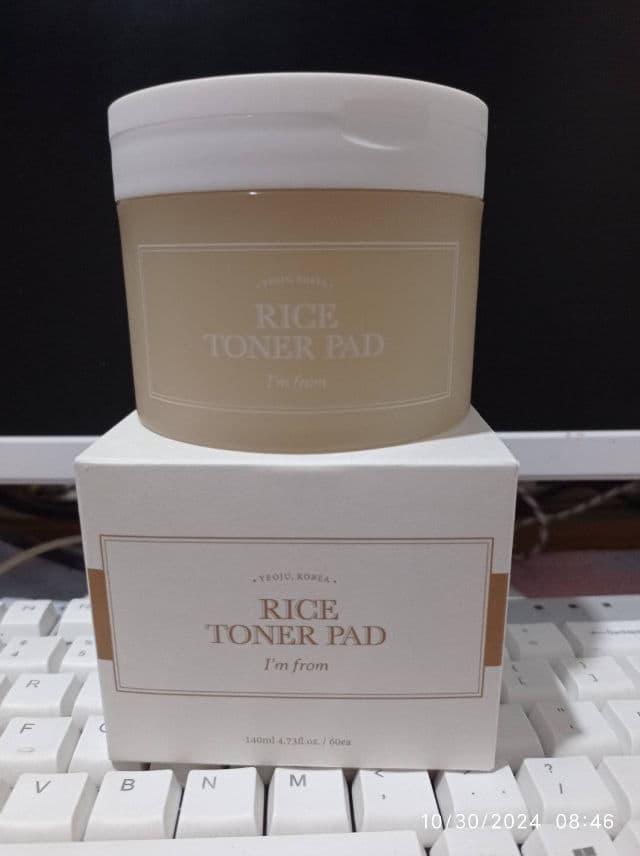 · YEOJU, KOREA ·
RICE
TONER PAD
I'm from
· YEOJU, KOREA ·
RICE
TONER PAD
I'm from
140ml 4.73fl.oz. / 60ea
R
F
V
B
N
M
<
,
?
/
10/30/2024 08:46